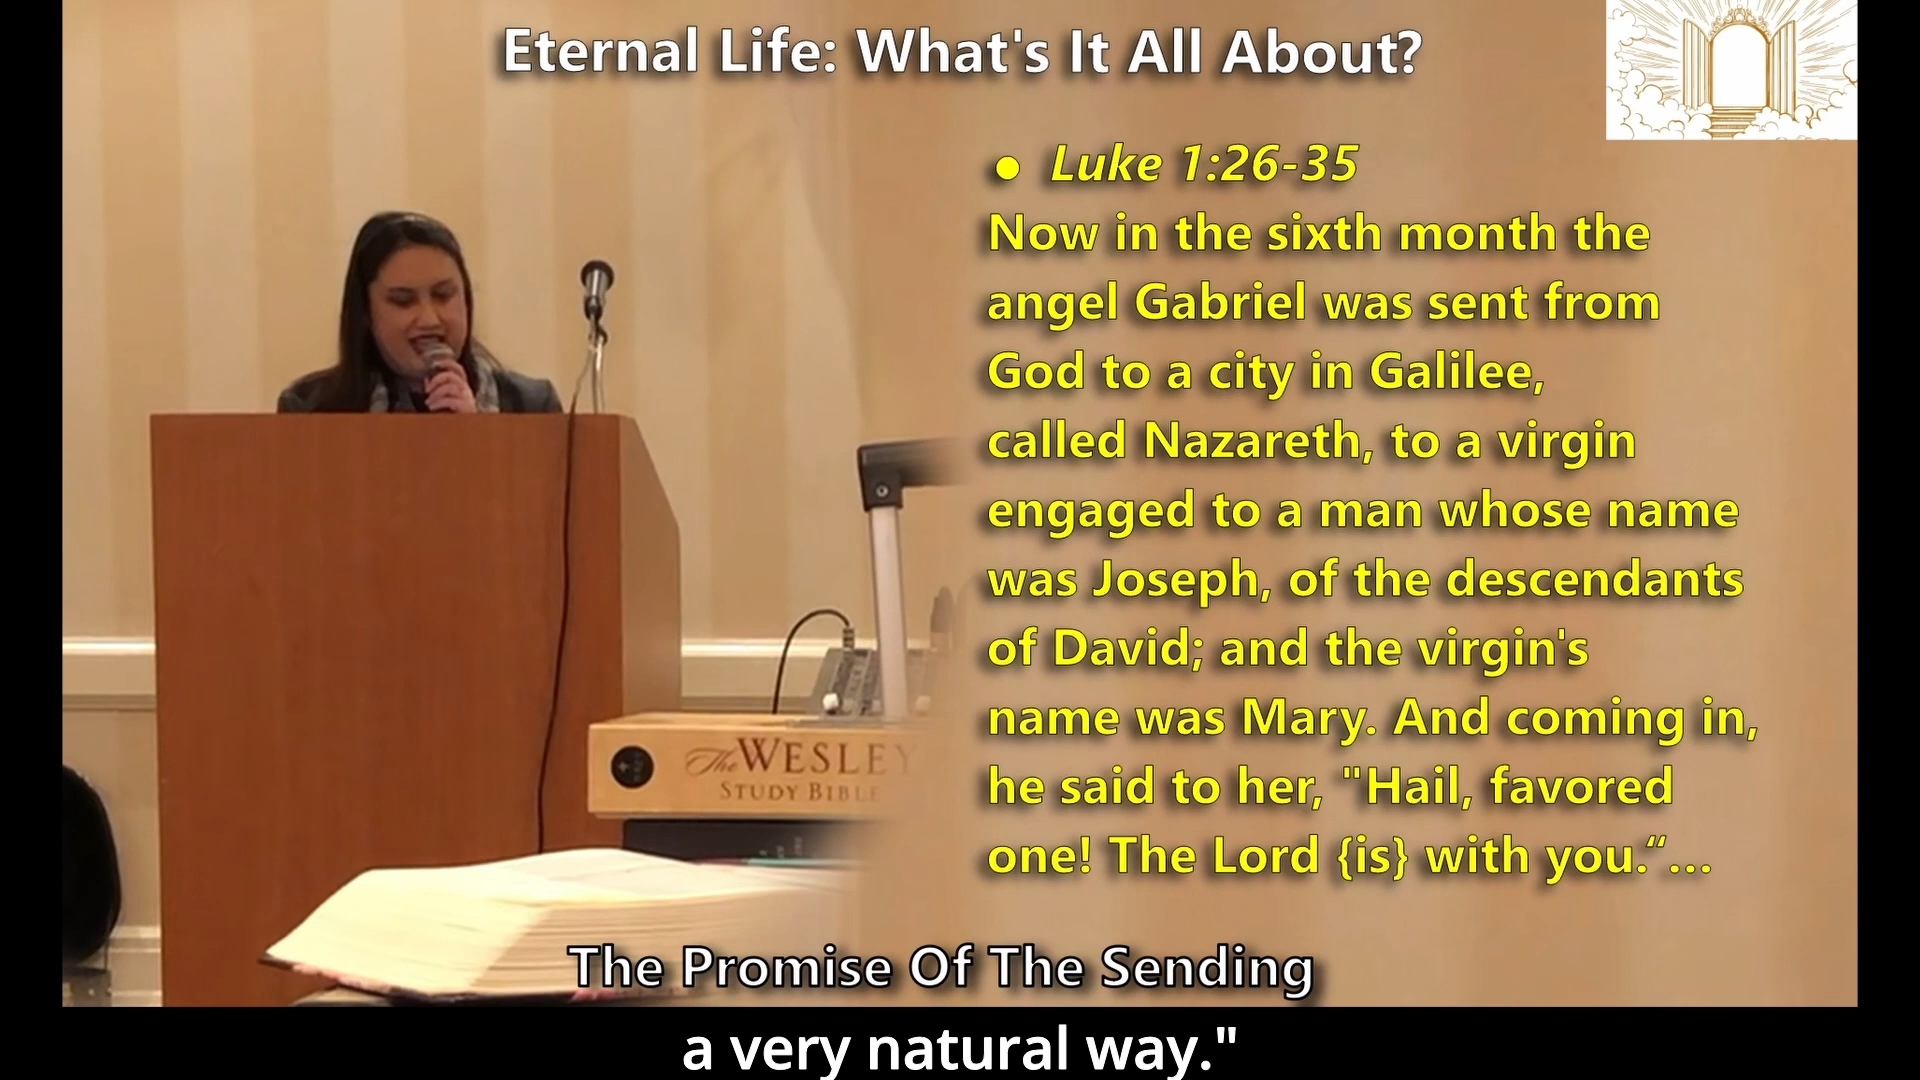 Eternal Life: What's It All About?
● Luke 1:26-35
Now in the sixth month the
angel Gabriel was sent from
God to a city in Galilee,
called Nazareth, to a virgin
engaged to a man whose name
was Joseph, of the descendants
of David; and the virgin's
name was Mary. And coming in,
he said to her, "Hail, favored
one! The Lord {is} with you.“...
The WESLEY
STUDY BIBLE
The Promise Of The Sending
a very natural way."